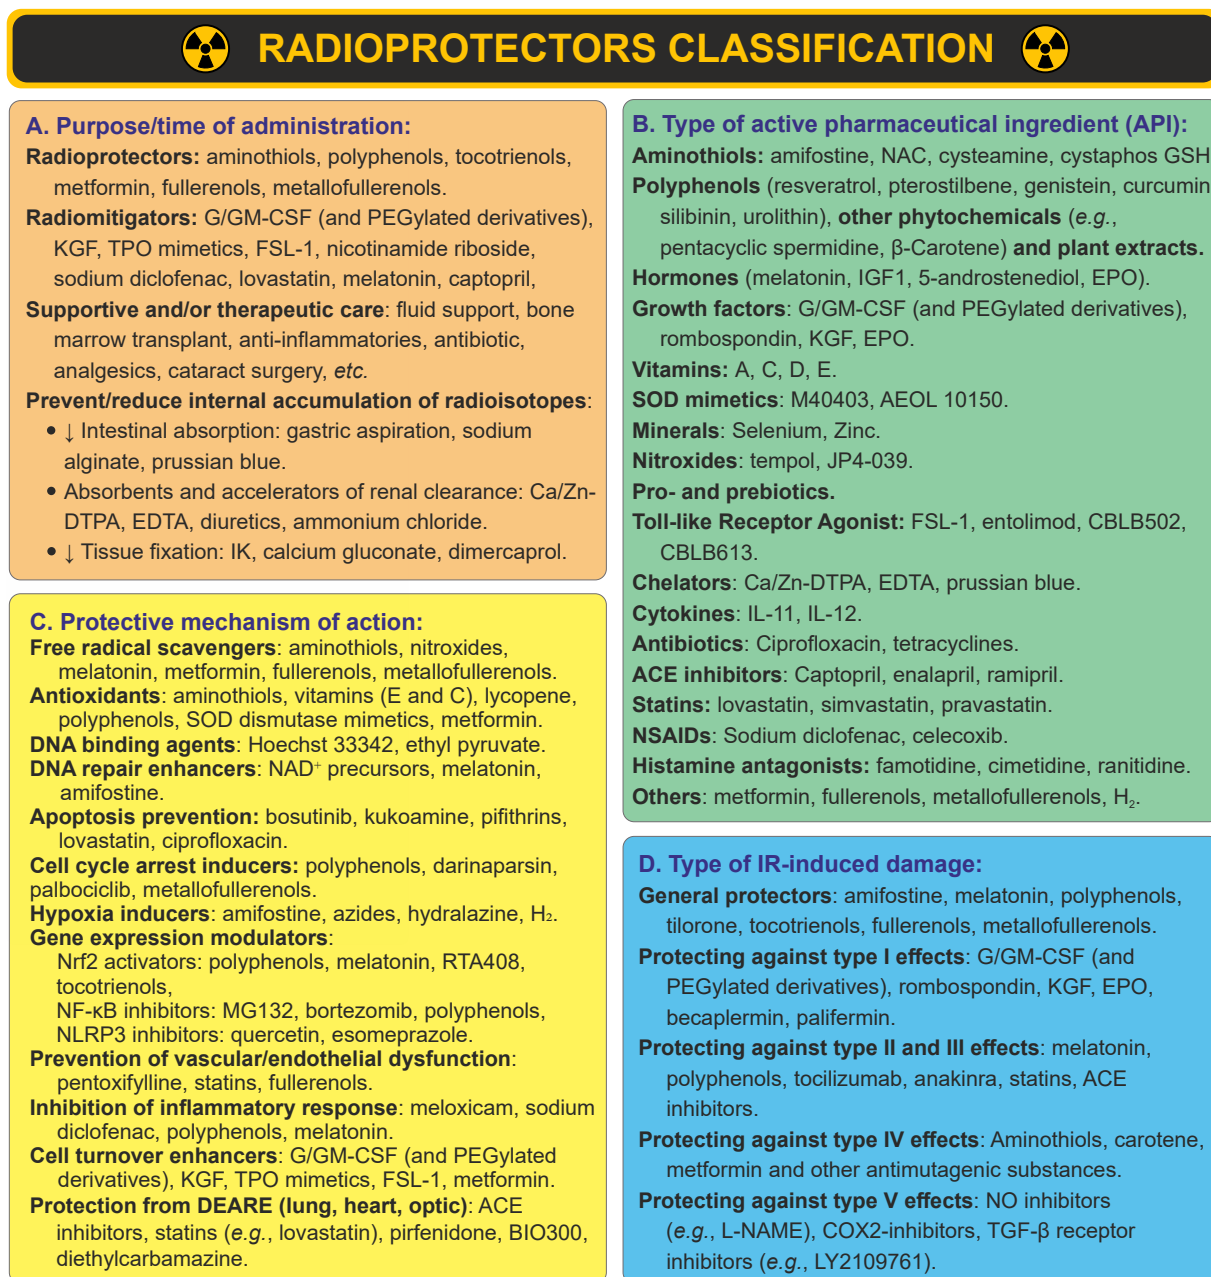 RADIOPROTECTORS CLASSIFICATION
A. Purpose/time of administration:
Radioprotectors: aminothiols, polyphenols, tocotrienols,
metformin, fullerenols, metallofullerenols.
Radiomitigators: G/GM-CSF (and PEGylated derivatives),
KGF, TPO mimetics, FSL-1, nicotinamide riboside,
sodium diclofenac, lovastatin, melatonin, captopril,
Supportive and/or therapeutic care: fluid support, bone
marrow transplant, anti-inflammatories, antibiotic,
analgesics, cataract surgery, etc.
Prevent/reduce internal accumulation of radioisotopes:
• ↓ Intestinal absorption: gastric aspiration, sodium
alginate, prussian blue.
• Absorbents and accelerators of renal clearance: Ca/Zn-
DTPA, EDTA, diuretics, ammonium chloride.
• ↓ Tissue fixation: IK, calcium gluconate, dimercaprol.
B. Type of active pharmaceutical ingredient (API):
Aminothiols: amifostine, NAC, cysteamine, cystaphos GSH
Polyphenols (resveratrol, pterostilbene, genistein, curcumin
silibinin, urolithin), other phytochemicals (e.g.,
pentacyclic spermidine, β-Carotene) and plant extracts.
Hormones (melatonin, IGF1, 5-androstenediol, EPO).
Growth factors: G/GM-CSF (and PEGylated derivatives),
rombospondin, KGF, EPO.
Vitamins: A, C, D, E.
SOD mimetics: M40403, AEOL 10150.
Minerals: Selenium, Zinc.
Nitroxides: tempol, JP4-039.
Pro- and prebiotics.
Toll-like Receptor Agonist: FSL-1, entolimod, CBLB502,
CBLB613.
Chelators: Ca/Zn-DTPA, EDTA, prussian blue.
Cytokines: IL-11, IL-12.
Antibiotics: Ciprofloxacin, tetracyclines.
ACE inhibitors: Captopril, enalapril, ramipril.
Statins: lovastatin, simvastatin, pravastatin.
NSAIDs: Sodium diclofenac, celecoxib.
Histamine antagonists: famotidine, cimetidine, ranitidine.
Others: metformin, fullerenols, metallofullerenols, H₂.
C. Protective mechanism of action:
Free radical scavengers: aminothiols, nitroxides,
melatonin, metformin, fullerenols, metallofullerenols.
Antioxidants: aminothiols, vitamins (E and C), lycopene,
polyphenols, SOD dismutase mimetics, metformin.
DNA binding agents: Hoechst 33342, ethyl pyruvate.
DNA repair enhancers: NAD⁺ precursors, melatonin,
amifostine.
Apoptosis prevention: bosutinib, kukoamine, pifithrins,
lovastatin, ciprofloxacin.
Cell cycle arrest inducers: polyphenols, darinaparsin,
palbociclib, metallofullerenols.
Hypoxia inducers: amifostine, azides, hydralazine, H₂.
Gene expression modulators:
Nrf2 activators: polyphenols, melatonin, RTA408,
tocotrienols,
NF-κB inhibitors: MG132, bortezomib, polyphenols,
NLRP3 inhibitors: quercetin, esomeprazole.
Prevention of vascular/endothelial dysfunction:
pentoxifylline, statins, fullerenols.
Inhibition of inflammatory response: meloxicam, sodium
diclofenac, polyphenols, melatonin.
Cell turnover enhancers: G/GM-CSF (and PEGylated
derivatives), KGF, TPO mimetics, FSL-1, metformin.
Protection from DEARE (lung, heart, optic): ACE
inhibitors, statins (e.g., lovastatin), pirfenidone, BIO300,
diethylcarbamazine.
D. Type of IR-induced damage:
General protectors: amifostine, melatonin, polyphenols,
tilorone, tocotrienols, fullerenols, metallofullerenols.
Protecting against type I effects: G/GM-CSF (and
PEGylated derivatives), rombospondin, KGF, EPO,
becaplermin, palifermin.
Protecting against type II and III effects: melatonin,
polyphenols, tocilizumab, anakinra, statins, ACE
inhibitors.
Protecting against type IV effects: Aminothiols, carotene,
metformin and other antimutagenic substances.
Protecting against type V effects: NO inhibitors
(e.g., L-NAME), COX2-inhibitors, TGF-β receptor
inhibitors (e.g., LY2109761).